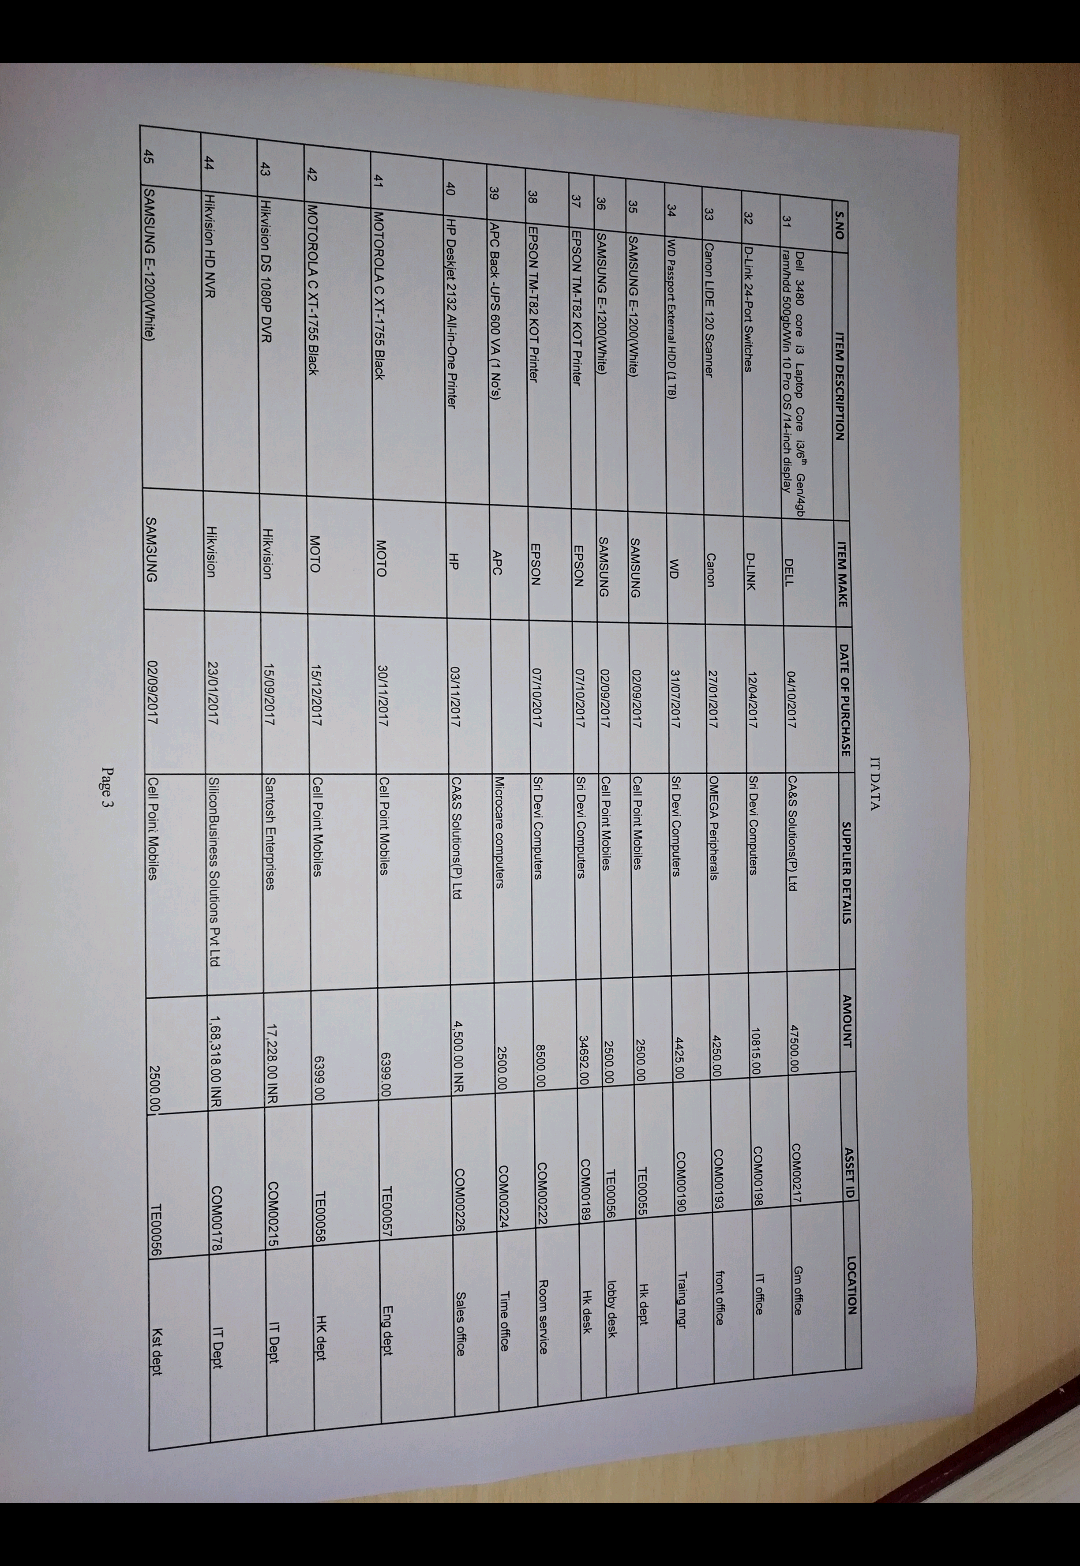 IT DATA
S.NO ITEM DESCRIPTION ITEM MAKE DATE OF PURCHASE SUPPLIER DETAILS AMOUNT ASSET ID LOCATION
31 Dell 3480 core i3 Laptop Core i3/6th Gen/4gb ram/hdd 500gb/Win 10 Pro OS /14-inch display DELL 04/10/2017 CA&S Solutions(P) Ltd 47500.00 COM00217 Gm office
32 D-Link 24-Port Switches D-LINK 12/04/2017 Sri Devi Computers 10815.00 COM00198 IT office
33 Canon LIDE 120 Scanner Canon 27/01/2017 OMEGA Peripherals 4250.00 COM00193 front office
34 WD Passport External HDD (1 TB) WD 31/07/2017 Sri Devi Computers 4425.00 COM00190 Traing mgr
35 SAMSUNG E-1200(White) SAMSUNG 02/09/2017 Cell Point Mobiles 2500.00 TE00055 Hk dept
36 SAMSUNG E-1200(White) SAMSUNG 02/09/2017 Cell Point Mobiles 2500.00 TE00056 lobby desk
37 EPSON TM-T82 KOT Printer EPSON 07/10/2017 Sri Devi Computers 34692.00 COM00189 Hk desk
38 EPSON TM-T82 KOT Printer EPSON 07/10/2017 Sri Devi Computers 8500.00 COM00222 Room service
39 APC Back -UPS 600 VA (1 No's) APC Microcare computers 2500.00 COM00224 Time office
40 HP Deskjet 2132 All-in-One Printer HP 03/11/2017 CA&S Solutions(P) Ltd 4,500.00 INR COM00226 Sales office
41 MOTOROLA C XT-1755 Black MOTO 30/11/2017 Cell Point Mobiles 6399.00 TE00057 Eng dept
42 MOTOROLA C XT-1755 Black MOTO 15/12/2017 Cell Point Mobiles 6399.00 TE00058 HK dept
43 Hikvision DS 1080P DVR Hikvision 15/09/2017 Santosh Enterprises 17,228.00 INR COM00215 IT Dept
44 Hikvision HD NVR Hikvision 23/01/2017 SiliconBusiness Solutions Pvt Ltd 1,68,318.00 INR COM00178 IT Dept
45 SAMSUNG E-1200(White) SAMSUNG 02/09/2017 Cell Point Mobiles 2500.00 TE00056 Kst dept
Page 3